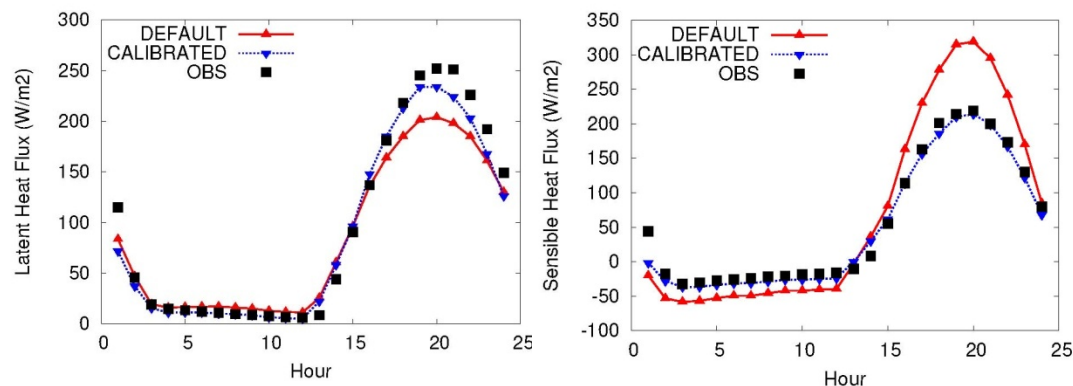 300
250
200
150
100
50
0
Latent Heat Flux (W/m2)
DEFAULT
CALIBRATED
OBS
0 5 10 15 20 25
Hour
350
300
250
200
150
100
50
0
-50
-100
Sensible Heat Flux (W/m2)
DEFAULT
CALIBRATED
OBS
0 5 10 15 20 25
Hour